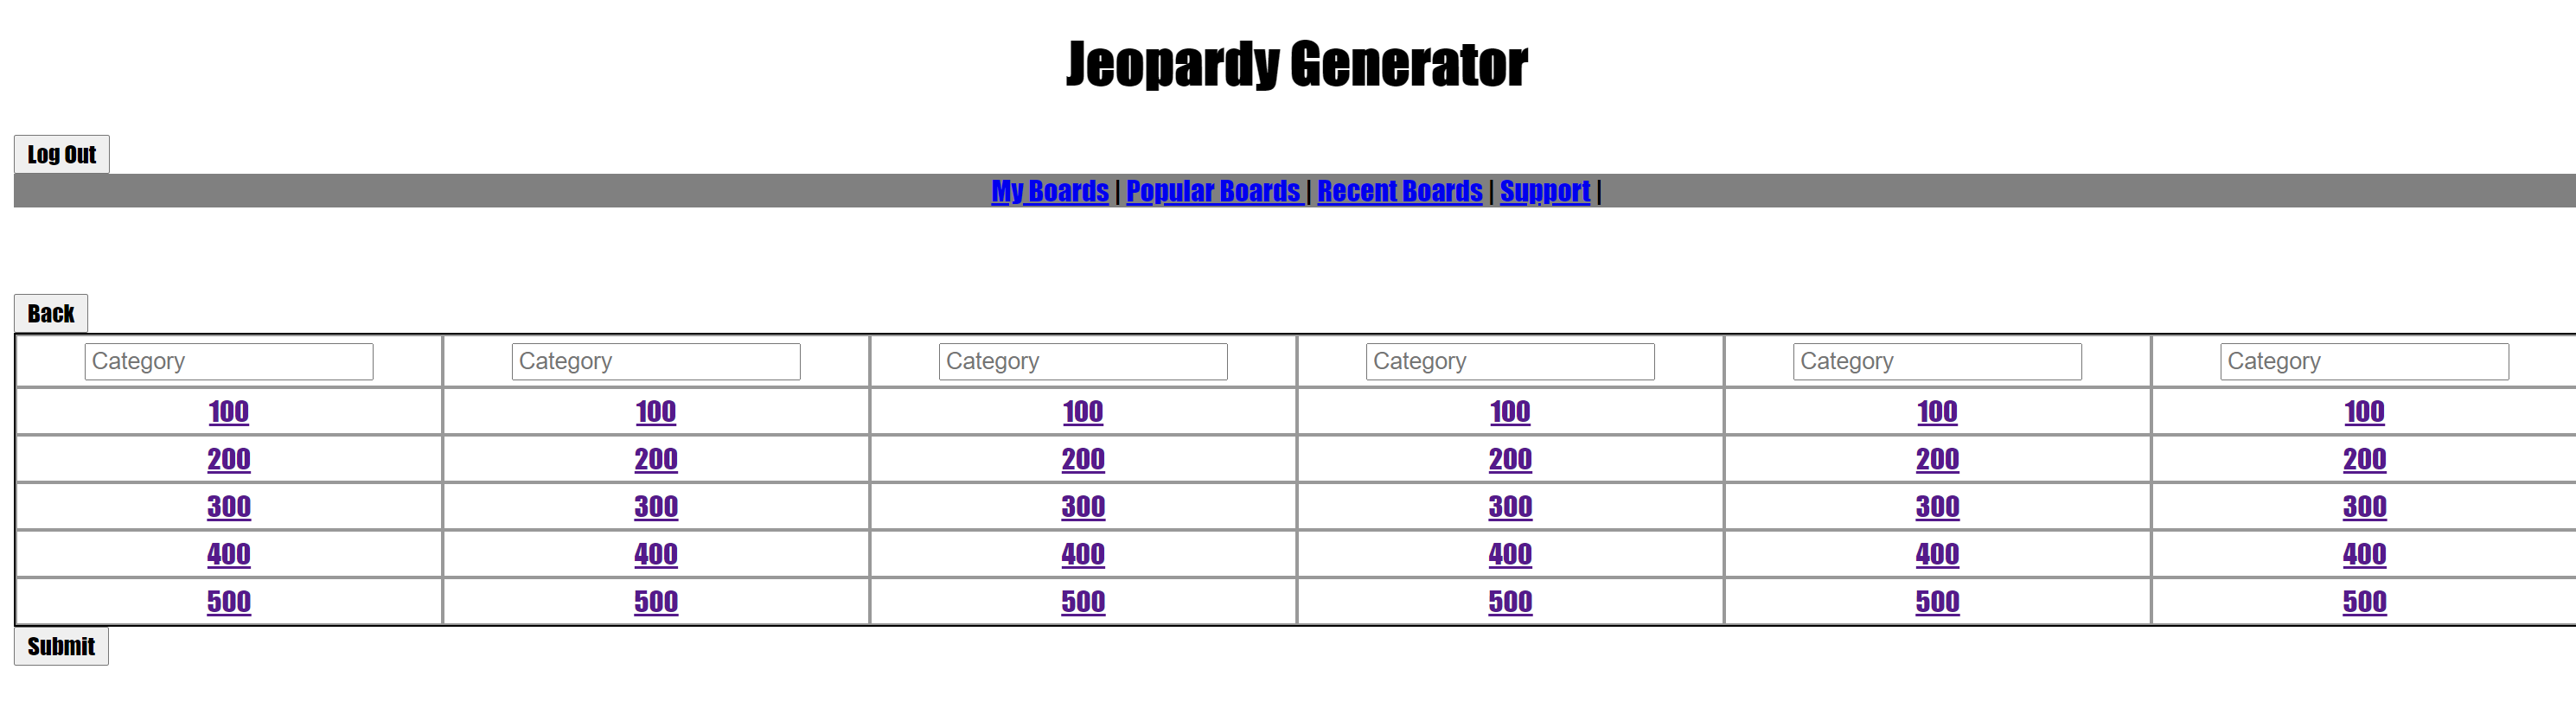 Jeopardy Generator
Log Out
My Boards | Popular Boards | Recent Boards | Support |
Back
Category Category Category Category Category Category
100 100 100 100 100 100
200 200 200 200 200 200
300 300 300 300 300 300
400 400 400 400 400 400
500 500 500 500 500 500
Submit